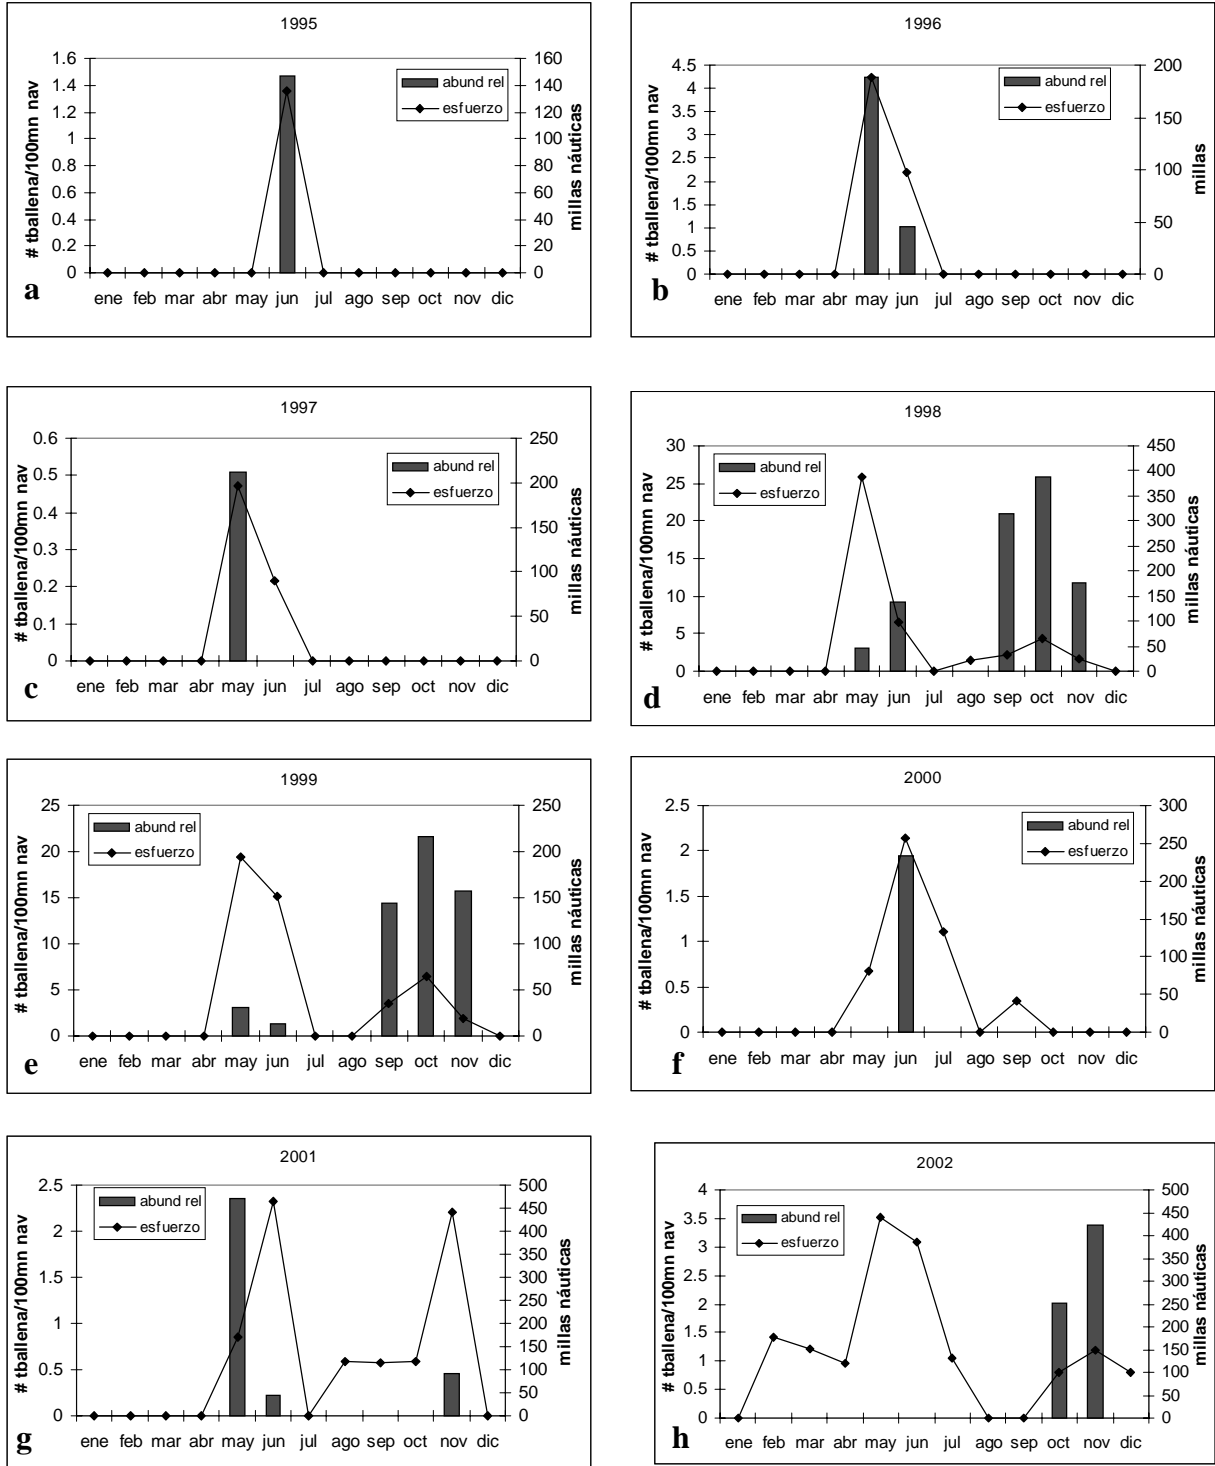 1995
# tballena/100mn nav
1.6
1.4
1.2
1
0.8
0.6
0.4
0.2
0
160
140
120
100
80
60
40
20
0
millas náuticas
abund rel
esfuerzo
ene feb mar abr may jun jul ago sep oct nov dic
a
1996
# tballena/100mn nav
4.5
4
3.5
3
2.5
2
1.5
1
0.5
0
200
150
100
50
0
millas
abund rel
esfuerzo
ene feb mar abr may jun jul ago sep oct nov dic
b
1997
# tballena/100mn nav
0.6
0.5
0.4
0.3
0.2
0.1
0
250
200
150
100
50
0
millas náuticas
abund rel
esfuerzo
ene feb mar abr may jun jul ago sep oct nov dic
c
1998
# tballena/100mn nav
30
25
20
15
10
5
0
450
400
350
300
250
200
150
100
50
0
millas náuticas
abund rel
esfuerzo
ene feb mar abr may jun jul ago sep oct nov dic
d
1999
# tballena/100mn nav
25
20
15
10
5
0
250
200
150
100
50
0
millas náuticas
abund rel
esfuerzo
ene feb mar abr may jun jul ago sep oct nov dic
e
2000
# tballena/100mn nav
2.5
2
1.5
1
0.5
0
300
250
200
150
100
50
0
millas náuticas
abund rel
esfuerzo
ene feb mar abr may jun jul ago sep oct nov dic
f
2001
# tballena/100mn nav
2.5
2
1.5
1
0.5
0
500
450
400
350
300
250
200
150
100
50
0
millas náuticas
abund rel
esfuerzo
ene feb mar abr may jun jul ago sep oct nov dic
g
2002
# tballena/100mn nav
4
3.5
3
2.5
2
1.5
1
0.5
0
500
450
400
350
300
250
200
150
100
50
0
millas náuticas
abund rel
esfuerzo
ene feb mar abr may jun jul ago sep oct nov dic
h